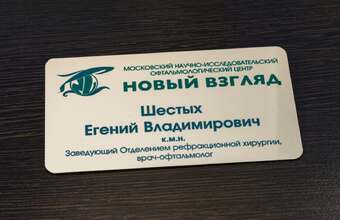 МОСКОВСКИЙ НАУЧНО-ИССЛЕДОВАТЕЛЬСКИЙ
ОФТАЛЬМОЛОГИЧЕСКИЙ ЦЕНТР
НОВЫЙ ВЗГЛЯД
Шестых
Егений Владимирович
к.м.н.
Заведующий Отделением рефракционной хирургии,
врач-офтальмолог